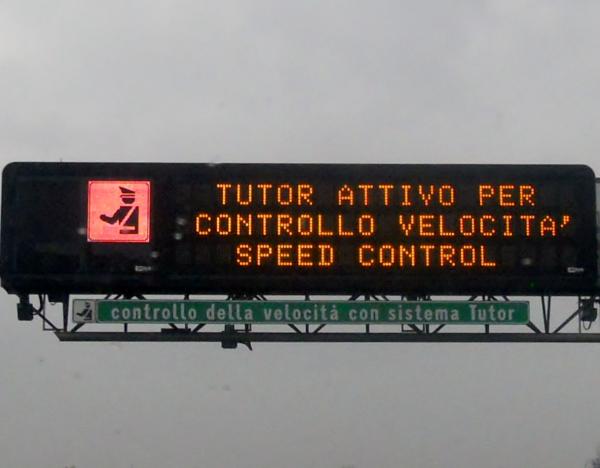 TUTOR ATTIVO PER
CONTROLLO VELOCITA'
SPEED CONTROL
controllo della velocità con sistema Tutor